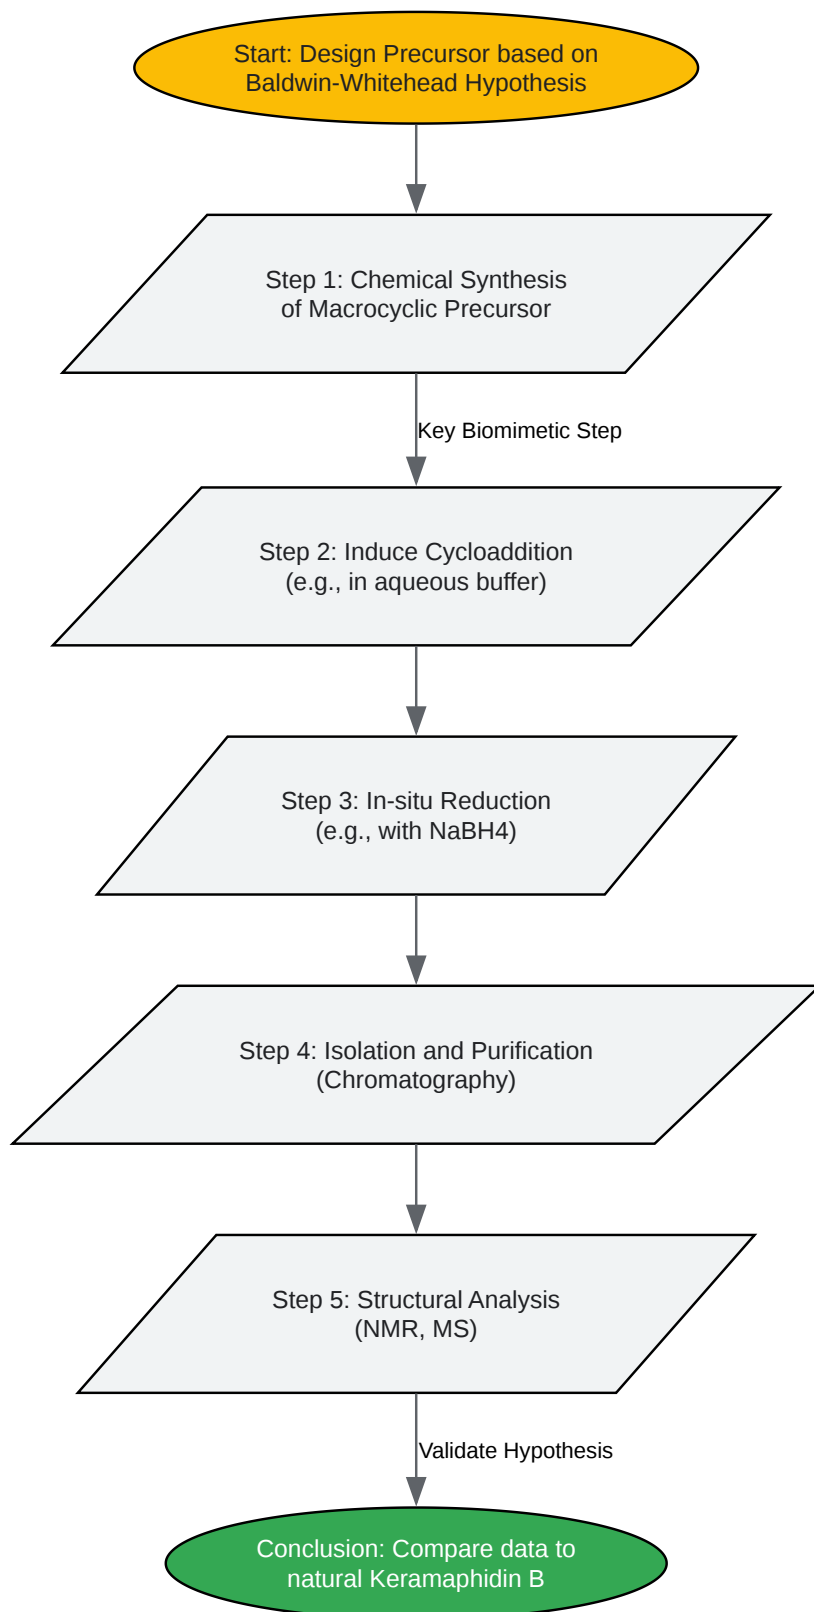 Start: Design Precursor based on
Baldwin-Whitehead Hypothesis
Step 1: Chemical Synthesis
of Macrocyclic Precursor
Key Biomimetic Step
Step 2: Induce Cycloaddition
(e.g., in aqueous buffer)
Step 3: In-situ Reduction
(e.g., with NaBH4)
Step 4: Isolation and Purification
(Chromatography)
Step 5: Structural Analysis
(NMR, MS)
Validate Hypothesis
Conclusion: Compare data to
natural Keramaphidin B